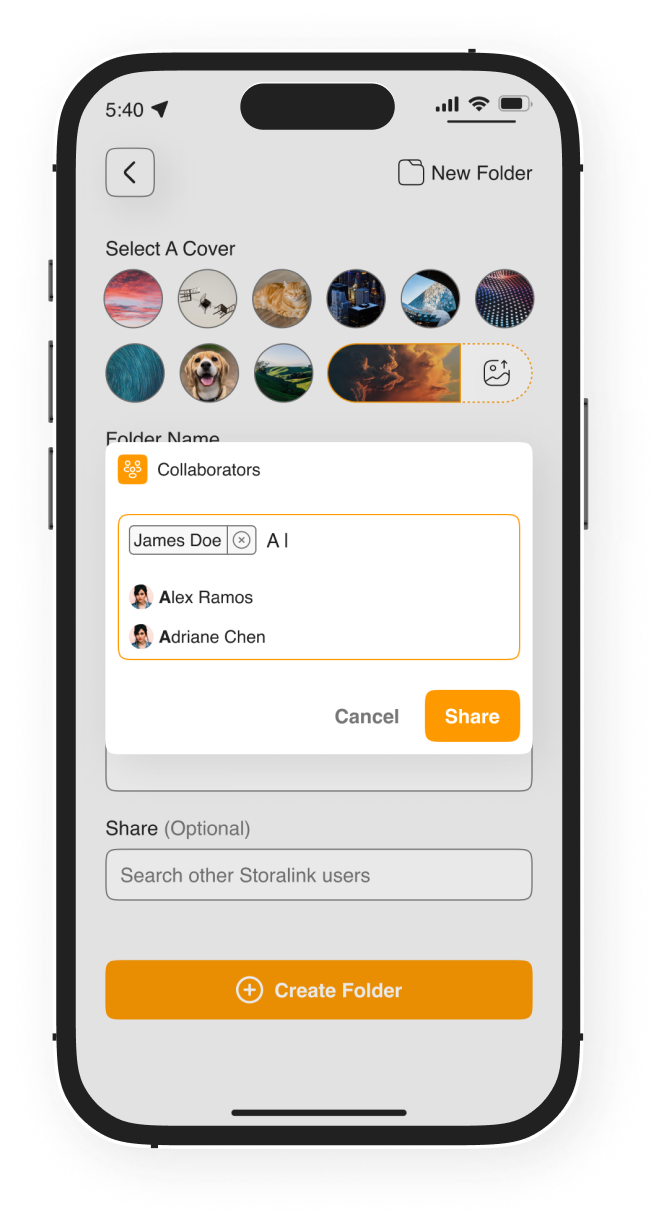 5:40
New Folder
Select A Cover
Folder Name
Collaborators
James Doe A |
Alex Ramos
Adriane Chen
Cancel Share
Share (Optional)
Search other Storalink users
Create Folder